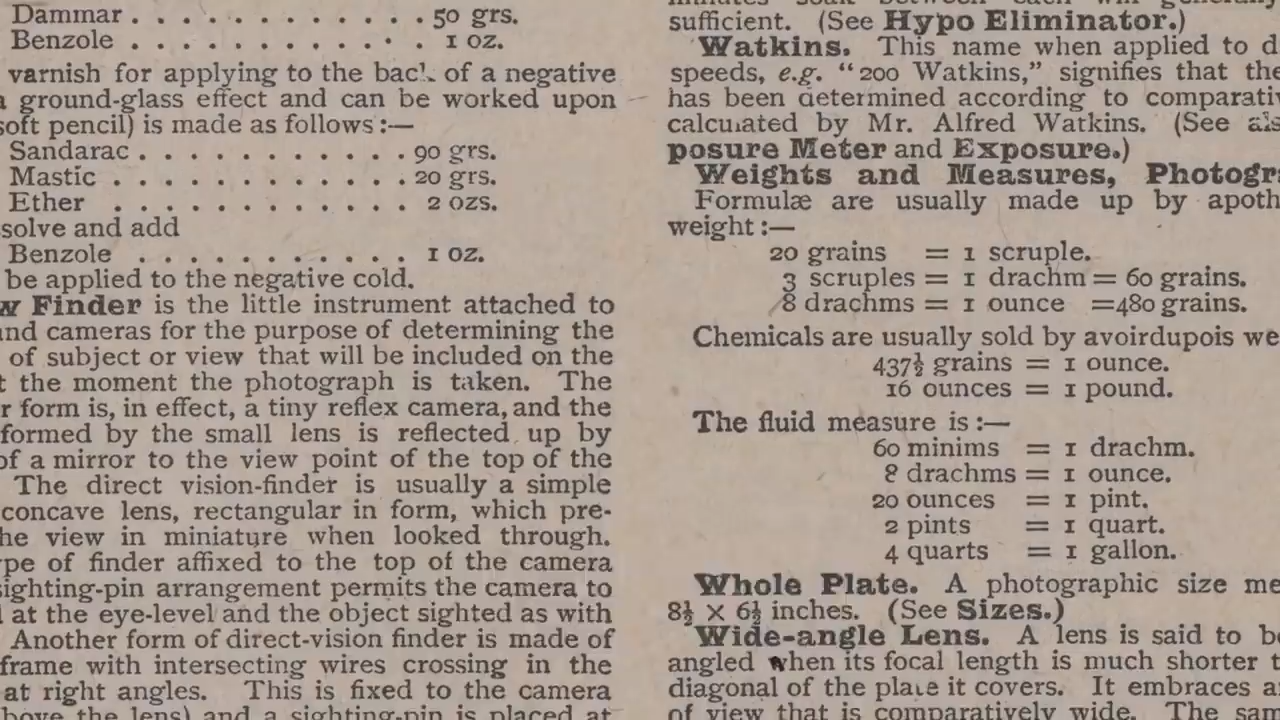 Dammar . . . . . . . . . . . . 50 grs.
Benzole . . . . . . . . . . . . 1 oz.
varnish for applying to the back of a negative
a ground-glass effect and can be worked upon
soft pencil) is made as follows :—
Sandarac . . . . . . . . . . . 90 grs.
Mastic . . . . . . . . . . . . 20 grs.
Ether . . . . . . . . . . . . 2 ozs.
solve and add
Benzole . . . . . . . . . . . 1 oz.
be applied to the negative cold.
w Finder is the little instrument attached to
and cameras for the purpose of determining the
of subject or view that will be included on the
t the moment the photograph is taken. The
r form is, in effect, a tiny reflex camera, and the
formed by the small lens is reflected up by
of a mirror to the view point of the top of the
The direct vision-finder is usually a simple
concave lens, rectangular in form, which pre-
he view in miniature when looked through.
pe of finder affixed to the top of the camera
sighting-pin arrangement permits the camera to
at the eye-level and the object sighted as with
Another form of direct-vision finder is made of
frame with intersecting wires crossing in the
at right angles. This is fixed to the camera
above the lens) and a sighting-pin is placed at
sufficient. (See Hypo Eliminator.)
Watkins. This name when applied to d
speeds, e.g. “200 Watkins,” signifies that the
has been determined according to comparativ
calculated by Mr. Alfred Watkins. (See als
posure Meter and Exposure.)
Weights and Measures, Photogr
Formulæ are usually made up by apoth
weight :—
20 grains = 1 scruple.
3 scruples = 1 drachm = 60 grains.
8 drachms = 1 ounce =480 grains.
Chemicals are usually sold by avoirdupois we
437½ grains = 1 ounce.
16 ounces = 1 pound.
The fluid measure is :—
60 minims = 1 drachm.
8 drachms = 1 ounce.
20 ounces = 1 pint.
2 pints = 1 quart.
4 quarts = 1 gallon.
Whole Plate. A photographic size me
8½ × 6½ inches. (See Sizes.)
Wide-angle Lens. A lens is said to be
angled when its focal length is much shorter t
diagonal of the plate it covers. It embraces a
of view that is comparatively wide. The sam